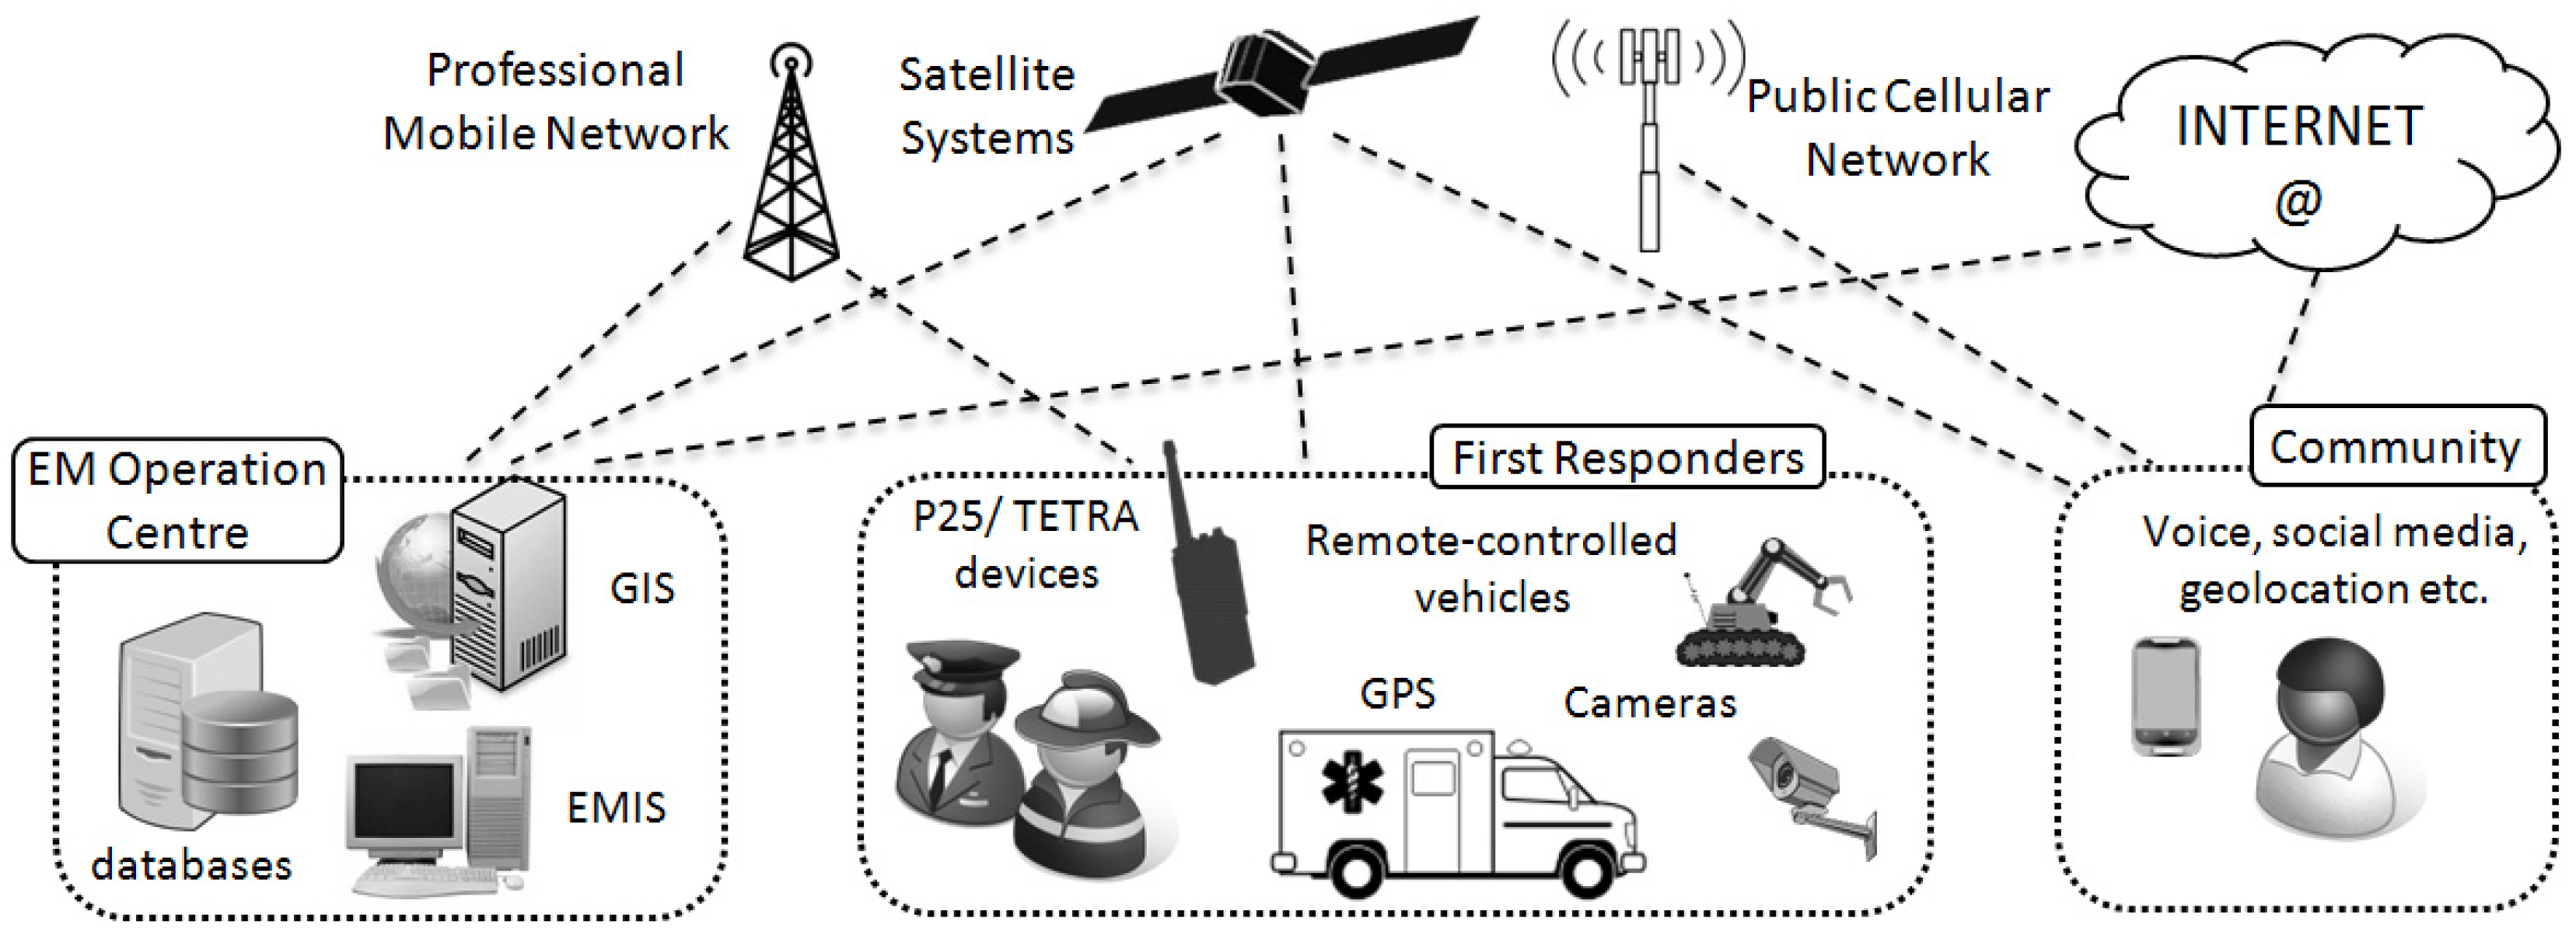 Professional
Mobile Network
Satellite
Systems
Public Cellular
Network
INTERNET
@
EM Operation
Centre
GIS
EMIS
databases
First Responders
P25/ TETRA
devices
Remote-controlled
vehicles
GPS
Cameras
Community
Voice, social media,
geolocation etc.